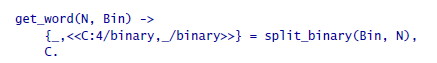 get_word(N, Bin) ->
    {_,<<C:4/binary,_/binary>>} = split_binary(Bin, N),
    C.